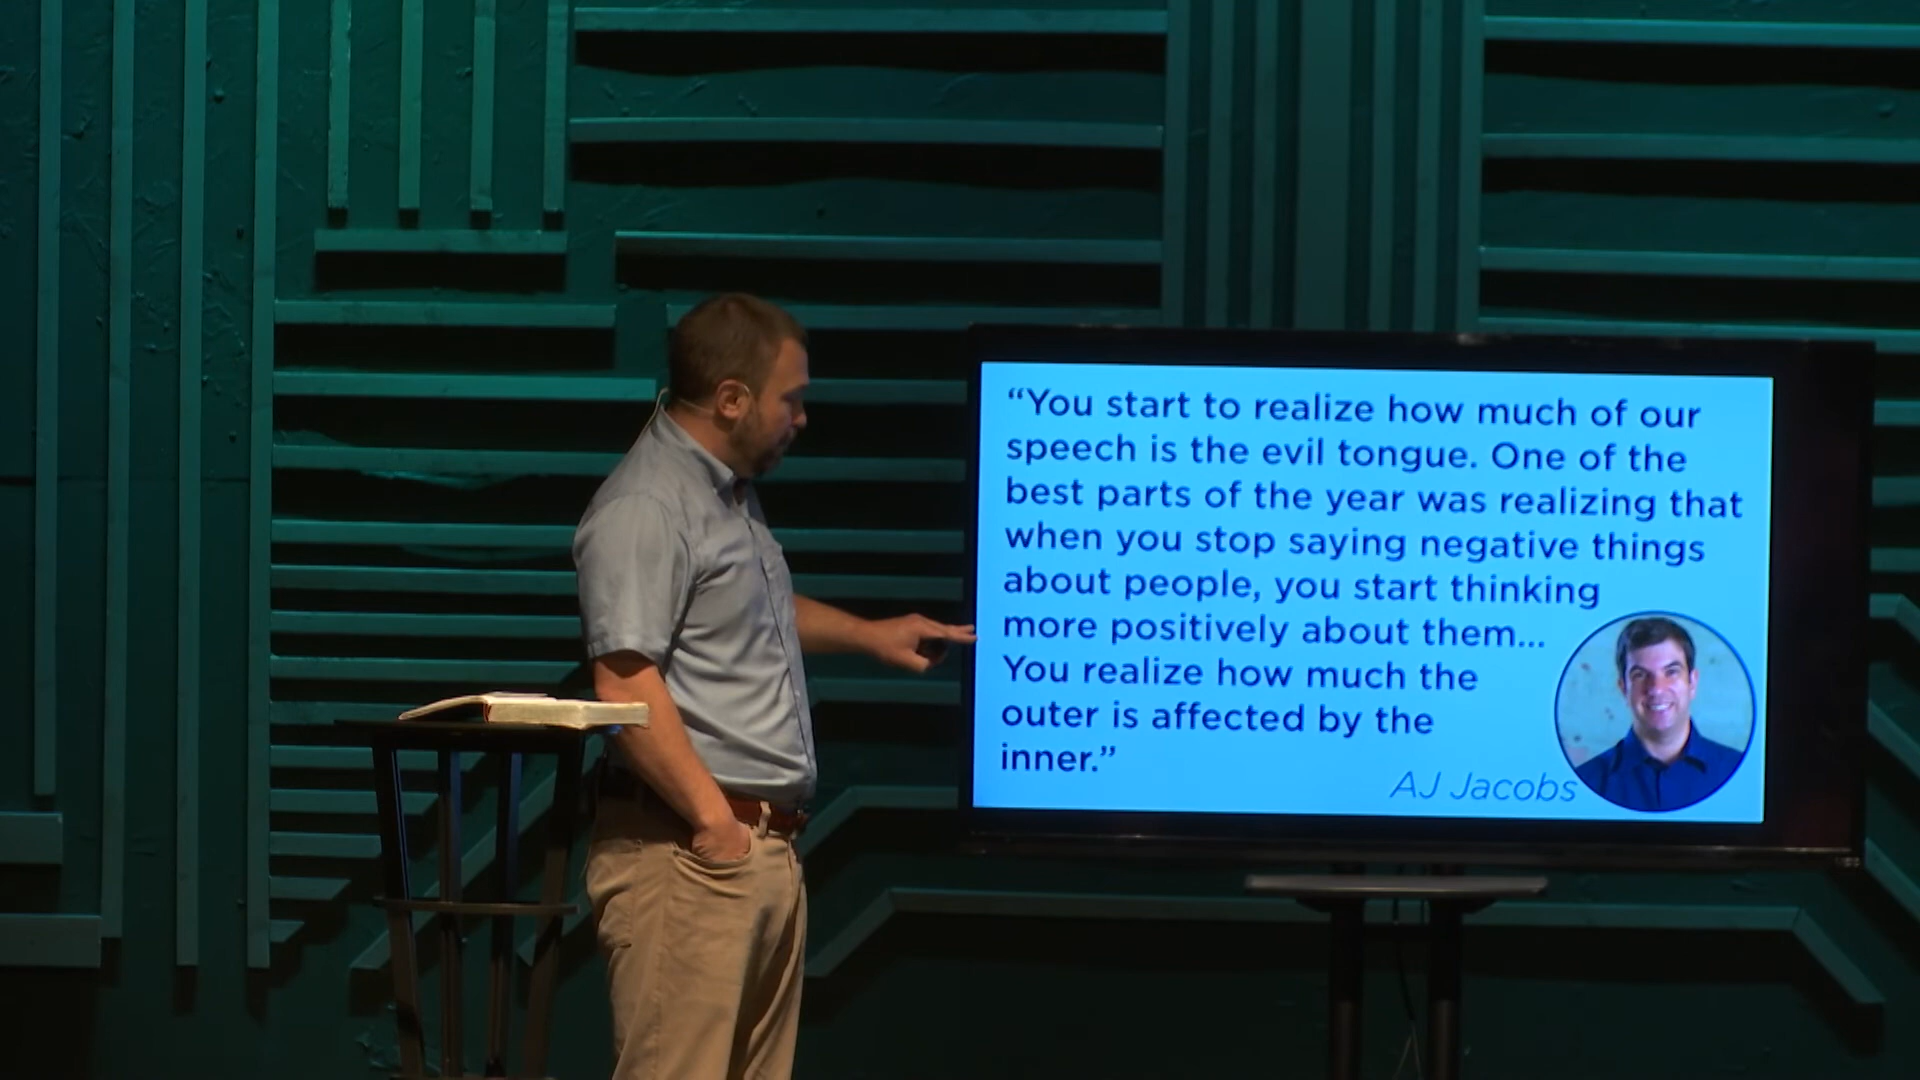 “You start to realize how much of our
speech is the evil tongue. One of the
best parts of the year was realizing that
when you stop saying negative things
about people, you start thinking
more positively about them...
You realize how much the
outer is affected by the
inner.”
AJ Jacobs